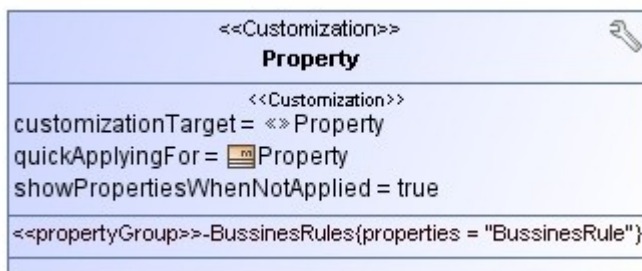 <<Customization>>
Property
<<Customization>>
customizationTarget = «»Property
quickApplyingFor = Property
showPropertiesWhenNotApplied = true
<<propertyGroup>>-BussinesRules{properties = "BussinesRule"}